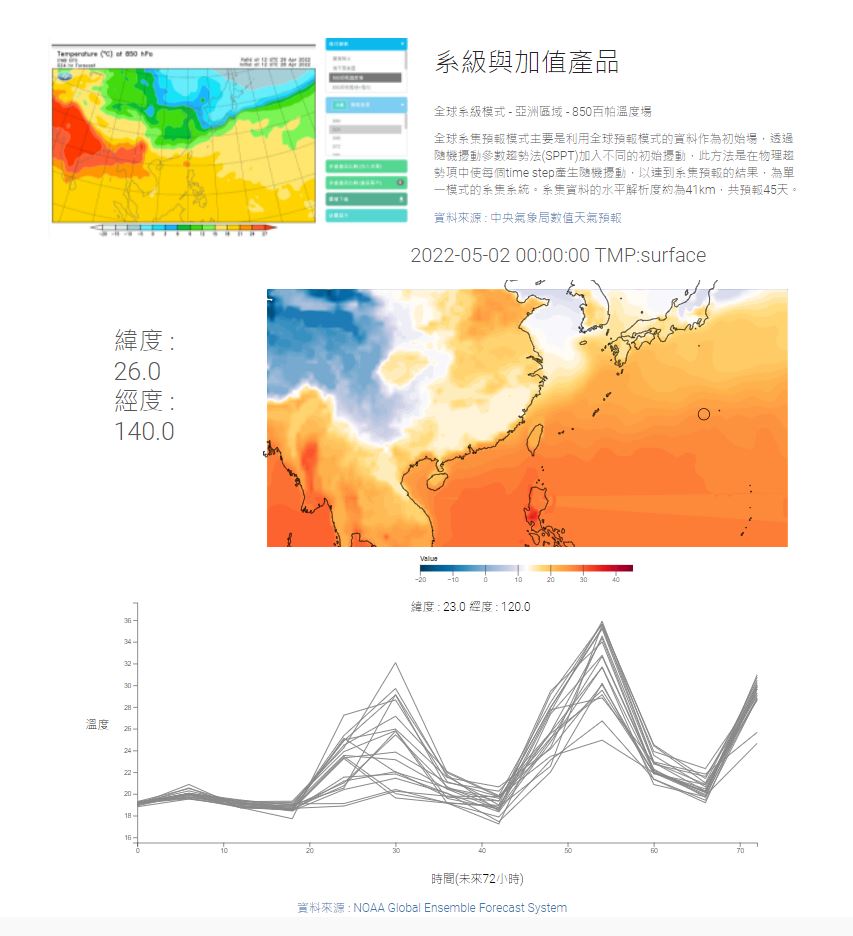 Temperature (°C) at 850 hPa
系級與加值產品
全球系級模式 - 亞洲區域 - 850百帕溫度場
全球系集預報模式主要是利用全球預報模式的資料作為初始場，透過
隨機擾動參數趨勢法(SPPT)加入不同的初始擾動，此方法是在物理趨
勢項中使每個time step產生隨機擾動，以達到系集預報的結果，為單
一模式的系集系統。系集資料的水平解析度約為41km，共預報45天。
資料來源 : 中央氣象局數值天氣預報
2022-05-02 00:00:00 TMP:surface
緯度 :
26.0
經度 :
140.0
Value
-20 -10 0 10 20 30 40
緯度 : 23.0 經度 : 120.0
36
34
32
30
28
溫度
26
24
22
20
18
16
0 10 20 30 40 50 60 70
時間(未來72小時)
資料來源 : NOAA Global Ensemble Forecast System